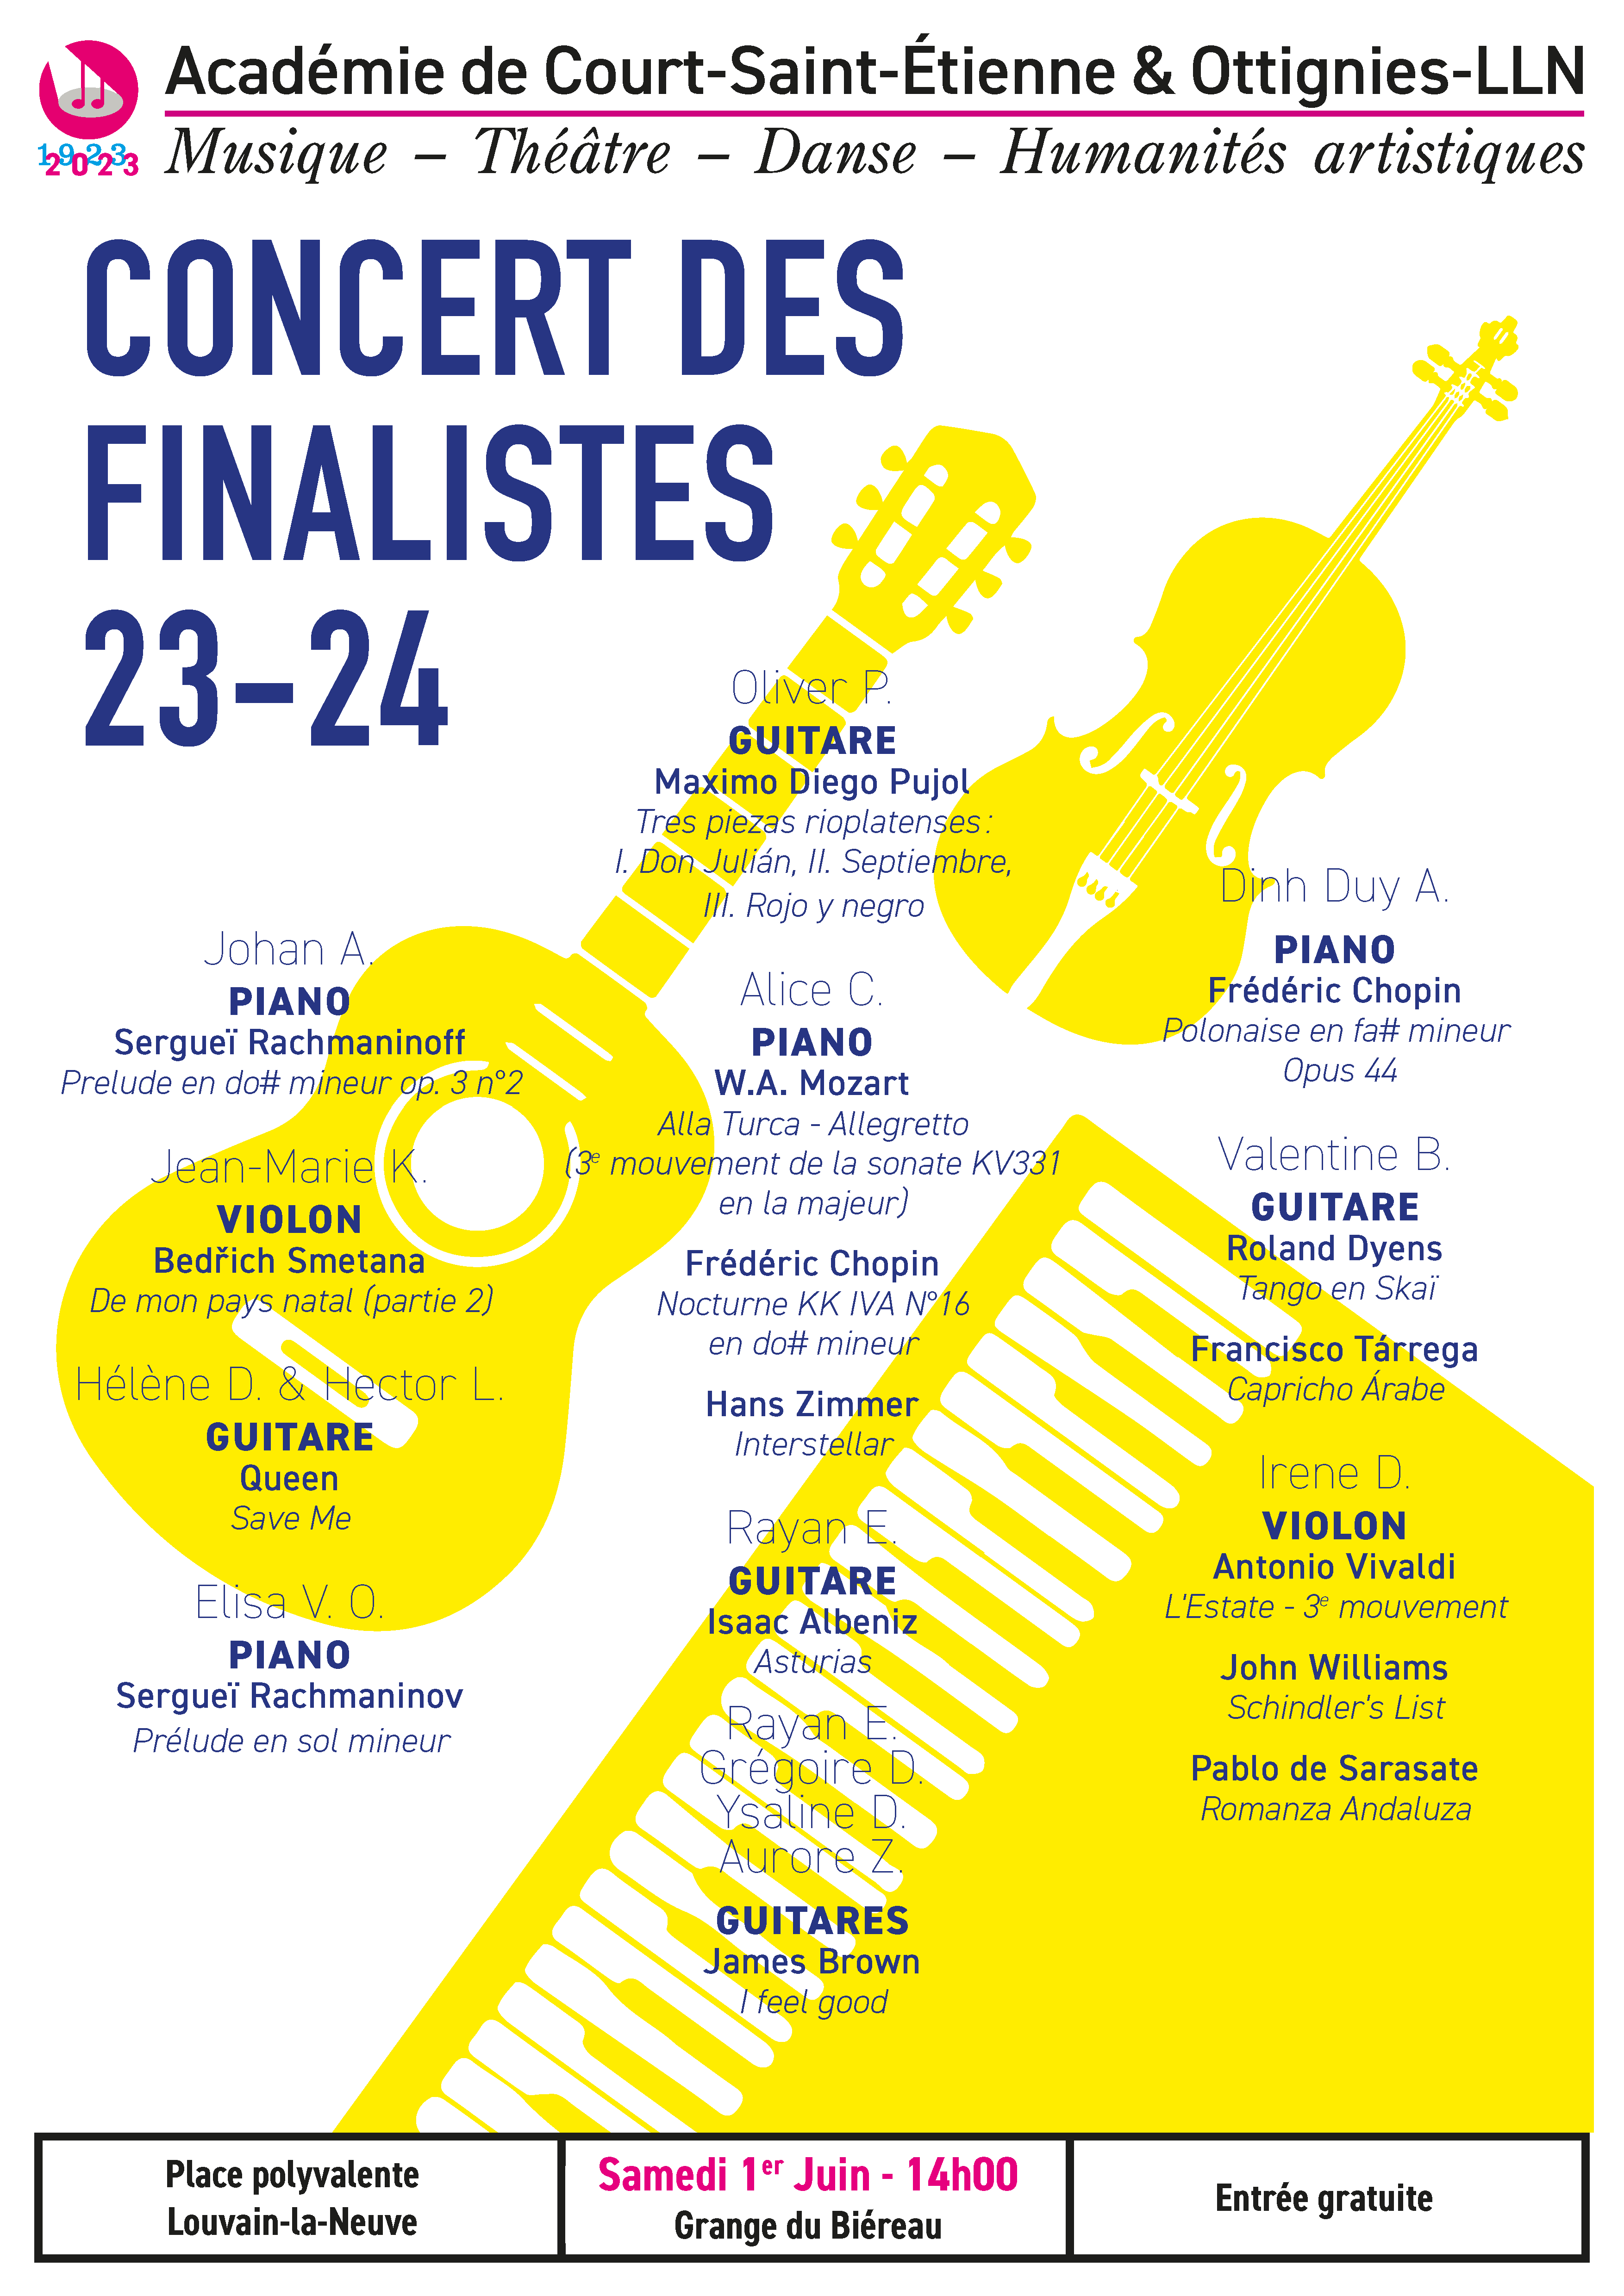 Académie de Court-Saint-Étienne & Ottignies-LLN
1923
2023
Musique – Théâtre – Danse – Humanités artistiques
CONCERT DES
FINALISTES
23-24
Johan A.
PIANO
Sergueï Rachmaninoff
Prelude en do# mineur op. 3 n°2
Jean-Marie K.
VIOLON
Bedřich Smetana
De mon pays natal (partie 2)
Hélène D. & Hector L.
GUITARE
Queen
Save Me
Elisa V. O.
PIANO
Sergueï Rachmaninov
Prélude en sol mineur
Oliver P.
GUITARE
Maximo Diego Pujol
Tres piezas rioplatenses :
I. Don Julián, II. Septiembre,
III. Rojo y negro
Alice C.
PIANO
W.A. Mozart
Alla Turca - Allegretto
(3e mouvement de la sonate KV331
en la majeur)
Frédéric Chopin
Nocturne KK IVA N°16
en do# mineur
Hans Zimmer
Interstellar
Rayan E.
GUITARE
Isaac Albeniz
Asturias
Rayan E.
Grégoire D.
Ysaline D.
Aurore Z.
GUITARES
James Brown
I feel good
Dinh Duy A.
PIANO
Frédéric Chopin
Polonaise en fa# mineur
Opus 44
Valentine B.
GUITARE
Roland Dyens
Tango en Skaï
Francisco Tárrega
Capricho Árabe
Irene D.
VIOLON
Antonio Vivaldi
L'Estate - 3e mouvement
John Williams
Schindler's List
Pablo de Sarasate
Romanza Andaluza
Place polyvalente
Louvain-la-Neuve
Samedi 1er Juin - 14h00
Grange du Biéreau
Entrée gratuite